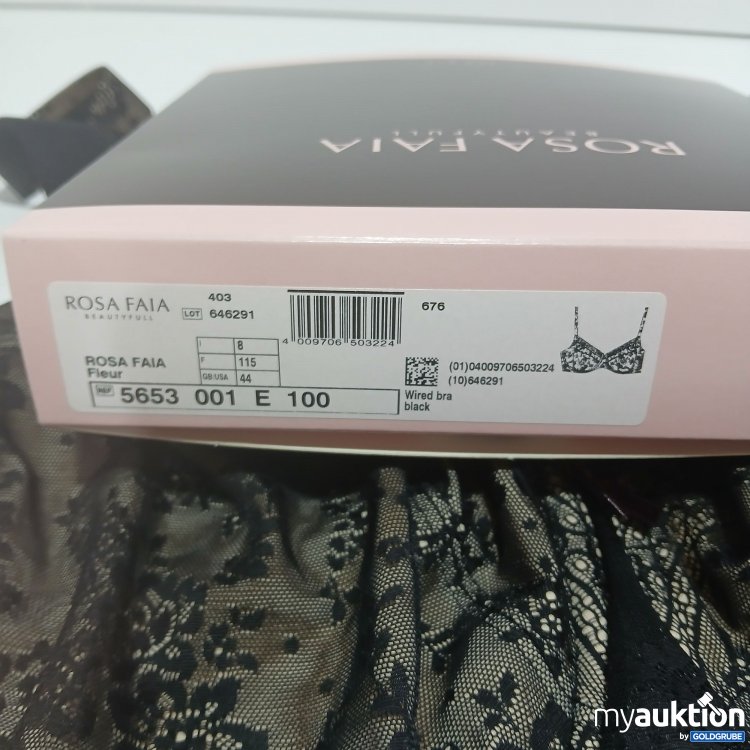 ROSA FAIA
BEAUTYFULL
ROSA FAIA
BEAUTYFULL
403
LOT 646291
4 009706 503224
676
ROSA FAIA
Fleur
I 8
F 115
GB/USA 44
REF 5653 001 E 100
(01)04009706503224
(10)646291
Wired bra
black
myauktion
by GOLDGRUBE